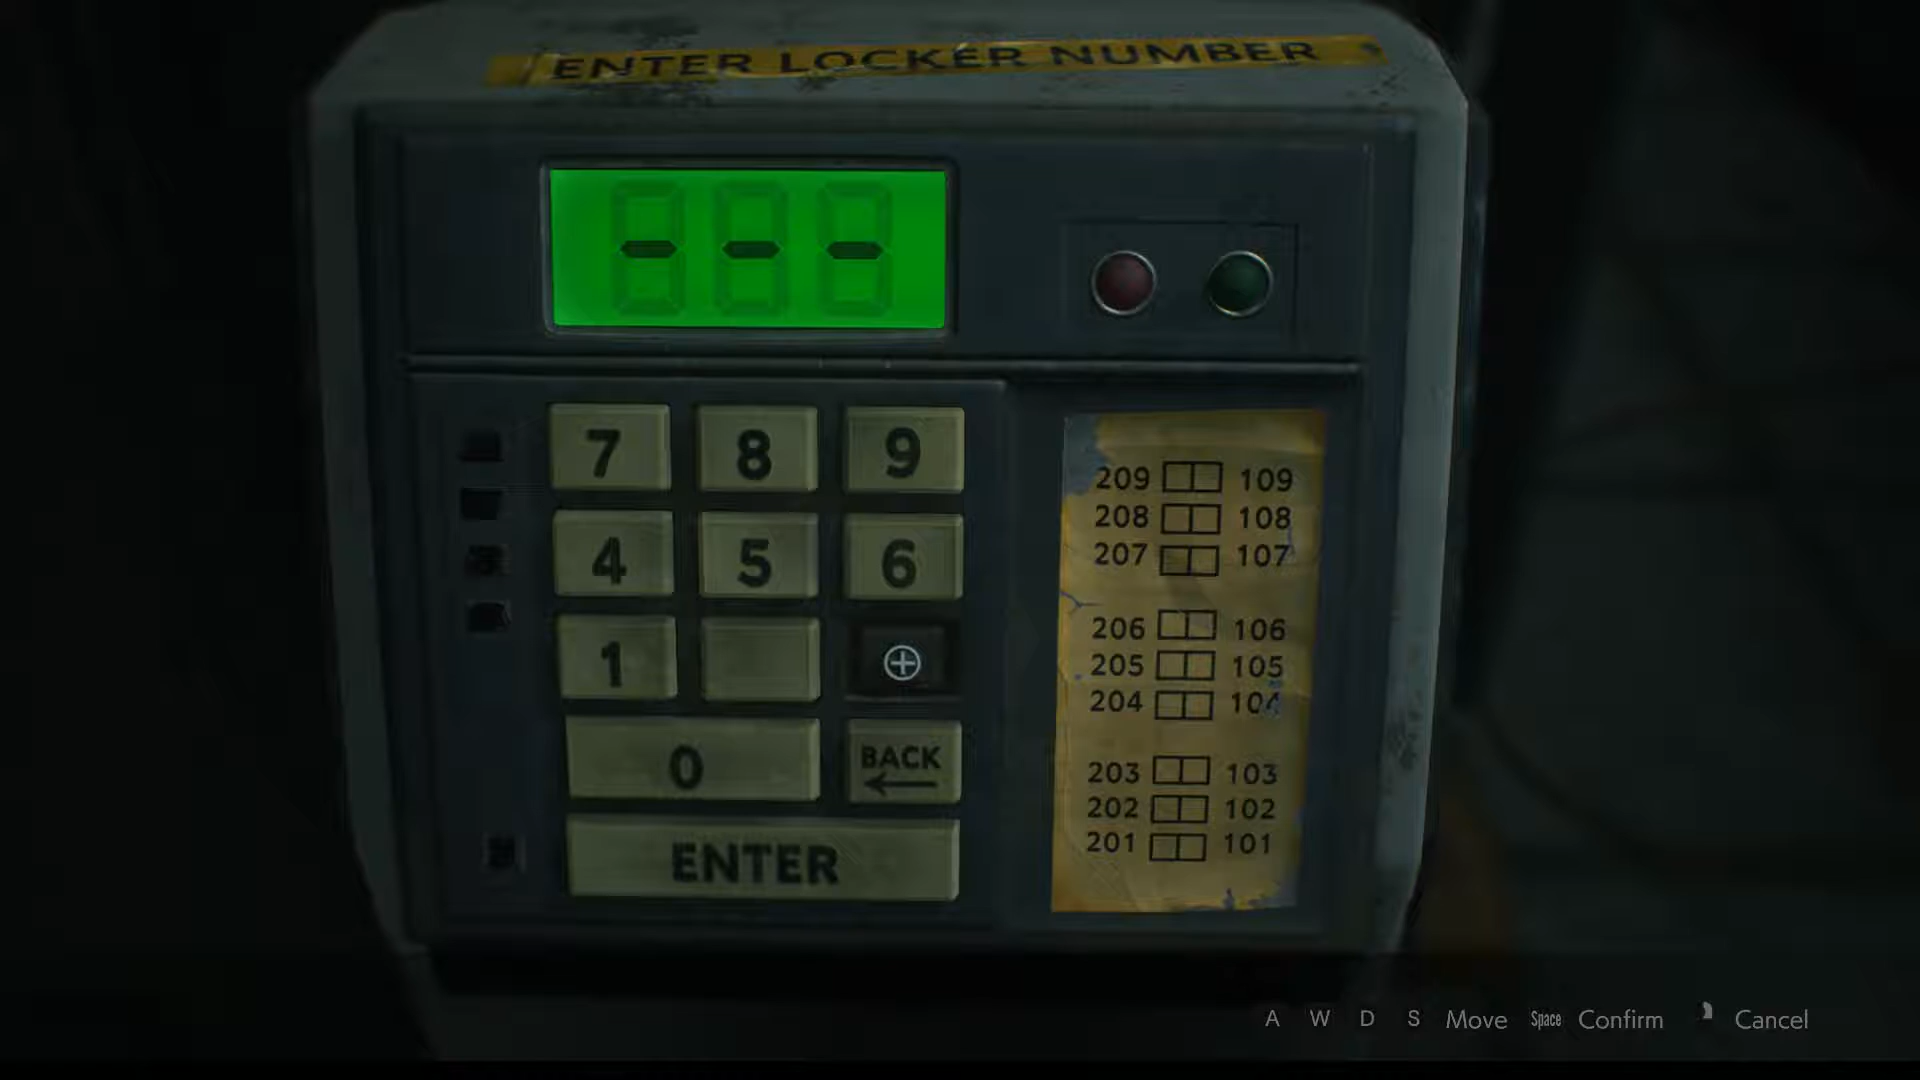 ENTER LOCKER NUMBER
7 8 9
4 5 6
1
0 BACK
ENTER
209 109
208 108
207 107
206 106
205 105
204 104
203 103
202 102
201 101
A W D S Move Space Confirm Cancel